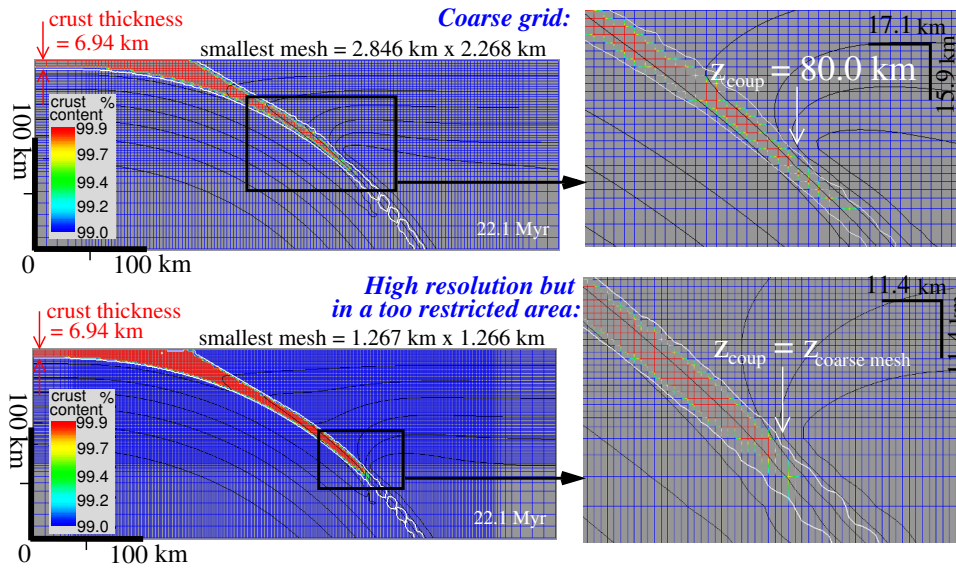 Coarse grid:
crust thickness
= 6.94 km
smallest mesh = 2.846 km x 2.268 km
crust %
content
99.9
99.7
99.4
99.2
99.0
100 km
22.1 Myr
0
100 km
17.1 km
15.9 km
z_coup = 80.0 km
High resolution but
in a too restricted area:
crust thickness
= 6.94 km
smallest mesh = 1.267 km x 1.266 km
crust %
content
99.9
99.7
99.4
99.2
99.0
100 km
22.1 Myr
0
100 km
11.4 km
z_coup = z_coarse mesh